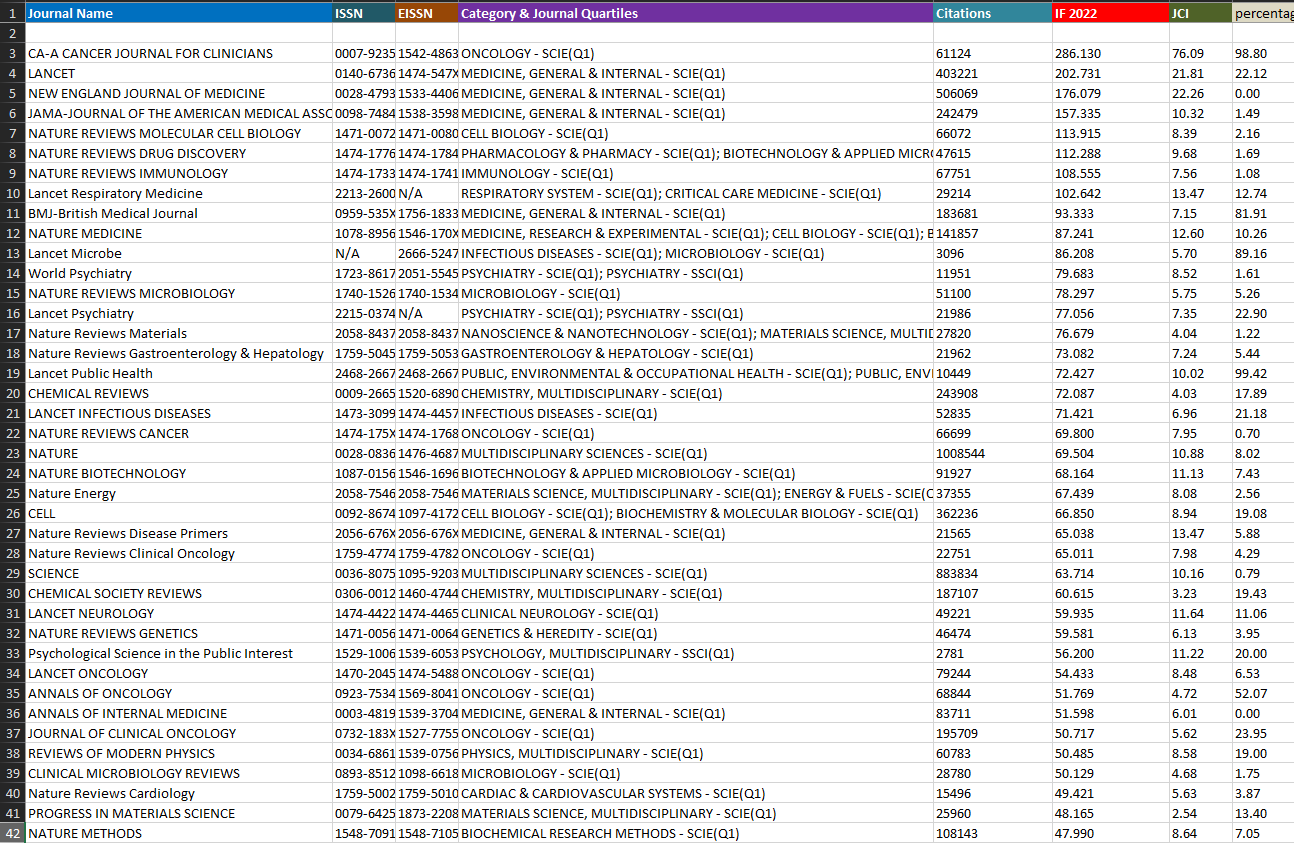 1 Journal Name ISSN EISSN Category & Journal Quartiles Citations IF 2022 JCI percentag
2
3 CA-A CANCER JOURNAL FOR CLINICIANS 0007-9235 1542-4863 ONCOLOGY - SCIE(Q1) 61124 286.130 76.09 98.80
4 LANCET 0140-6736 1474-547X MEDICINE, GENERAL & INTERNAL - SCIE(Q1) 403221 202.731 21.81 22.12
5 NEW ENGLAND JOURNAL OF MEDICINE 0028-4793 1533-4406 MEDICINE, GENERAL & INTERNAL - SCIE(Q1) 506069 176.079 22.26 0.00
6 JAMA-JOURNAL OF THE AMERICAN MEDICAL ASSC 0098-7484 1538-3598 MEDICINE, GENERAL & INTERNAL - SCIE(Q1) 242479 157.335 10.32 1.49
7 NATURE REVIEWS MOLECULAR CELL BIOLOGY 1471-0072 1471-0080 CELL BIOLOGY - SCIE(Q1) 66072 113.915 8.39 2.16
8 NATURE REVIEWS DRUG DISCOVERY 1474-1776 1474-1784 PHARMACOLOGY & PHARMACY - SCIE(Q1); BIOTECHNOLOGY & APPLIED MICR 47615 112.288 9.68 1.69
9 NATURE REVIEWS IMMUNOLOGY 1474-1733 1474-1741 IMMUNOLOGY - SCIE(Q1) 67751 108.555 7.56 1.08
10 Lancet Respiratory Medicine 2213-2600 N/A RESPIRATORY SYSTEM - SCIE(Q1); CRITICAL CARE MEDICINE - SCIE(Q1) 29214 102.642 13.47 12.74
11 BMJ-British Medical Journal 0959-535X 1756-1833 MEDICINE, GENERAL & INTERNAL - SCIE(Q1) 183681 93.333 7.15 81.91
12 NATURE MEDICINE 1078-8956 1546-170X MEDICINE, RESEARCH & EXPERIMENTAL - SCIE(Q1); CELL BIOLOGY - SCIE(Q1); B 141857 87.241 12.60 10.26
13 Lancet Microbe N/A 2666-5247 INFECTIOUS DISEASES - SCIE(Q1); MICROBIOLOGY - SCIE(Q1) 3096 86.208 5.70 89.16
14 World Psychiatry 1723-8617 2051-5545 PSYCHIATRY - SCIE(Q1); PSYCHIATRY - SSCI(Q1) 11951 79.683 8.52 1.61
15 NATURE REVIEWS MICROBIOLOGY 1740-1526 1740-1534 MICROBIOLOGY - SCIE(Q1) 51100 78.297 5.75 5.26
16 Lancet Psychiatry 2215-0374 N/A PSYCHIATRY - SCIE(Q1); PSYCHIATRY - SSCI(Q1) 21986 77.056 7.35 22.90
17 Nature Reviews Materials 2058-8437 2058-8437 NANOSCIENCE & NANOTECHNOLOGY - SCIE(Q1); MATERIALS SCIENCE, MULTID 27820 76.679 4.04 1.22
18 Nature Reviews Gastroenterology & Hepatology 1759-5045 1759-5053 GASTROENTEROLOGY & HEPATOLOGY - SCIE(Q1) 21962 73.082 7.24 5.44
19 Lancet Public Health 2468-2667 2468-2667 PUBLIC, ENVIRONMENTAL & OCCUPATIONAL HEALTH - SCIE(Q1); PUBLIC, ENVI 10449 72.427 10.02 99.42
20 CHEMICAL REVIEWS 0009-2665 1520-6890 CHEMISTRY, MULTIDISCIPLINARY - SCIE(Q1) 243908 72.087 4.03 17.89
21 LANCET INFECTIOUS DISEASES 1473-3099 1474-4457 INFECTIOUS DISEASES - SCIE(Q1) 52835 71.421 6.96 21.18
22 NATURE REVIEWS CANCER 1474-175X 1474-1768 ONCOLOGY - SCIE(Q1) 66699 69.800 7.95 0.70
23 NATURE 0028-0836 1476-4687 MULTIDISCIPLINARY SCIENCES - SCIE(Q1) 1008544 69.504 10.88 8.02
24 NATURE BIOTECHNOLOGY 1087-0156 1546-1696 BIOTECHNOLOGY & APPLIED MICROBIOLOGY - SCIE(Q1) 91927 68.164 11.13 7.43
25 Nature Energy 2058-7546 2058-7546 MATERIALS SCIENCE, MULTIDISCIPLINARY - SCIE(Q1); ENERGY & FUELS - SCIE(C 37355 67.439 8.08 2.56
26 CELL 0092-8674 1097-4172 CELL BIOLOGY - SCIE(Q1); BIOCHEMISTRY & MOLECULAR BIOLOGY - SCIE(Q1) 362236 66.850 8.94 19.08
27 Nature Reviews Disease Primers 2056-676X 2056-676X MEDICINE, GENERAL & INTERNAL - SCIE(Q1) 21565 65.038 13.47 5.88
28 Nature Reviews Clinical Oncology 1759-4774 1759-4782 ONCOLOGY - SCIE(Q1) 22751 65.011 7.98 4.29
29 SCIENCE 0036-8075 1095-9203 MULTIDISCIPLINARY SCIENCES - SCIE(Q1) 883834 63.714 10.16 0.79
30 CHEMICAL SOCIETY REVIEWS 0306-0012 1460-4744 CHEMISTRY, MULTIDISCIPLINARY - SCIE(Q1) 187107 60.615 3.23 19.43
31 LANCET NEUROLOGY 1474-4422 1474-4465 CLINICAL NEUROLOGY - SCIE(Q1) 49221 59.935 11.64 11.06
32 NATURE REVIEWS GENETICS 1471-0056 1471-0064 GENETICS & HEREDITY - SCIE(Q1) 46474 59.581 6.13 3.95
33 Psychological Science in the Public Interest 1529-1006 1539-6053 PSYCHOLOGY, MULTIDISCIPLINARY - SSCI(Q1) 2781 56.200 11.22 20.00
34 LANCET ONCOLOGY 1470-2045 1474-5488 ONCOLOGY - SCIE(Q1) 79244 54.433 8.48 6.53
35 ANNALS OF ONCOLOGY 0923-7534 1569-8041 ONCOLOGY - SCIE(Q1) 68844 51.769 4.72 52.07
36 ANNALS OF INTERNAL MEDICINE 0003-4819 1539-3704 MEDICINE, GENERAL & INTERNAL - SCIE(Q1) 83711 51.598 6.01 0.00
37 JOURNAL OF CLINICAL ONCOLOGY 0732-183X 1527-7755 ONCOLOGY - SCIE(Q1) 195709 50.717 5.62 23.95
38 REVIEWS OF MODERN PHYSICS 0034-6861 1539-0756 PHYSICS, MULTIDISCIPLINARY - SCIE(Q1) 60783 50.485 8.58 19.00
39 CLINICAL MICROBIOLOGY REVIEWS 0893-8512 1098-6618 MICROBIOLOGY - SCIE(Q1) 28780 50.129 4.68 1.75
40 Nature Reviews Cardiology 1759-5002 1759-5010 CARDIAC & CARDIOVASCULAR SYSTEMS - SCIE(Q1) 15496 49.421 5.63 3.87
41 PROGRESS IN MATERIALS SCIENCE 0079-6425 1873-2208 MATERIALS SCIENCE, MULTIDISCIPLINARY - SCIE(Q1) 25960 48.165 2.54 13.40
42 NATURE METHODS 1548-7091 1548-7105 BIOCHEMICAL RESEARCH METHODS - SCIE(Q1) 108143 47.990 8.64 7.05